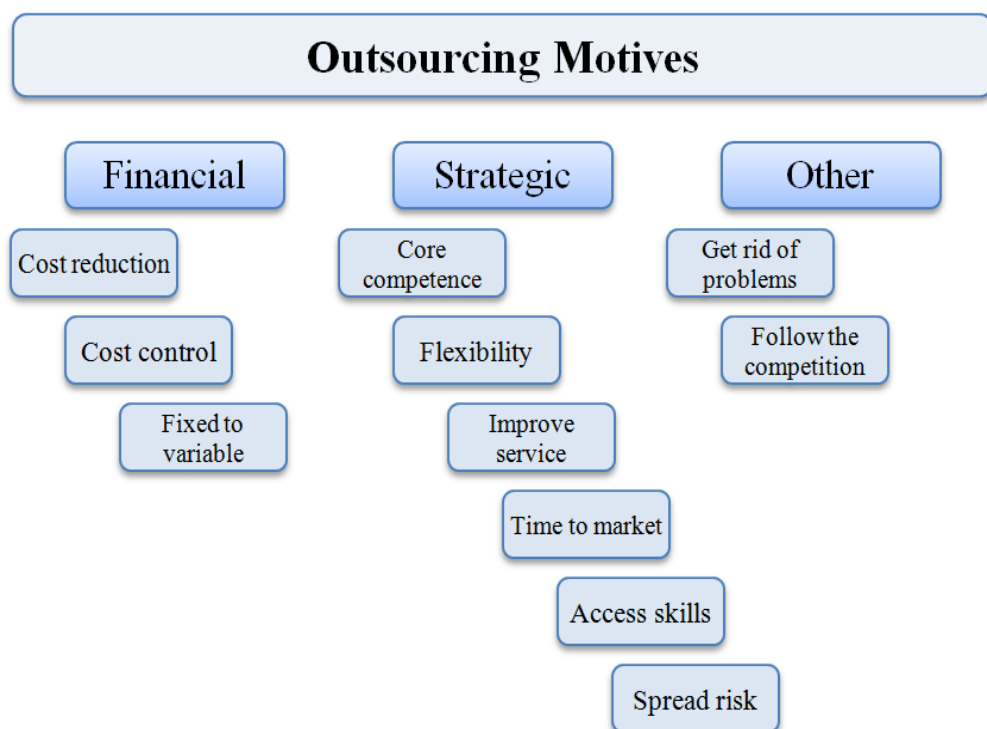 Outsourcing Motives
Financial
Cost reduction
Cost control
Fixed to
variable
Strategic
Core
competence
Flexibility
Improve
service
Time to market
Access skills
Spread risk
Other
Get rid of
problems
Follow the
competition